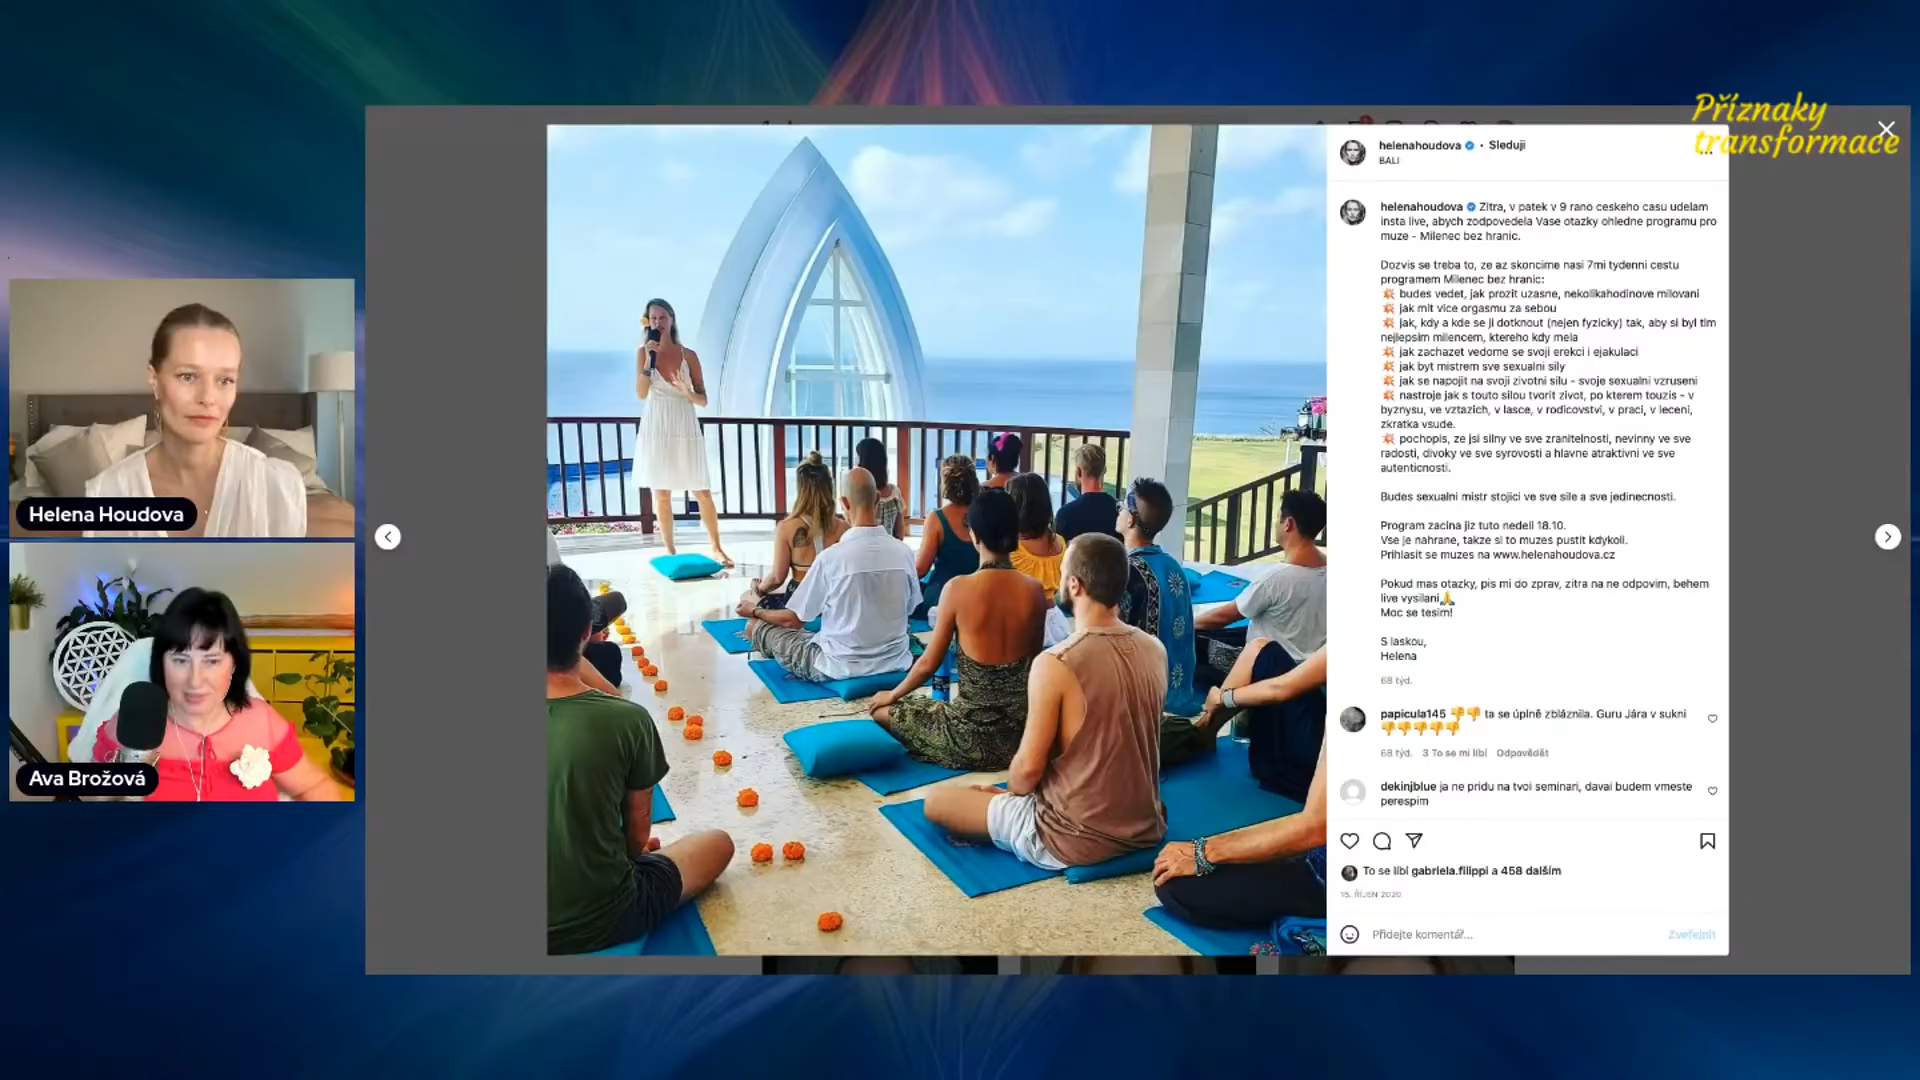 Příznaky
transformace
helenahoudova • Sleduji
BALI
helenahoudova Zitra, v patek v 9 rano ceskeho casu udelam
insta live, abych zodpovedela Vase otazky ohledne programu pro
muze - Milenec bez hranic.
Dozvis se treba to, ze az skoncime nasi 7mi tydenni cestu
programem Milenec bez hranic:
💥 budes vedet, jak prozit uzasne, nekolikahodinove milovani
💥 jak mit vice orgasmu za sebou
💥 jak, kdy a kde se ji dotknout (nejen fyzicky) tak, aby si byl tim
nejlepsim milencem, ktereho kdy mela
💥 jak zachazet vedome se svoji erekci i ejakulaci
💥 jak byt mistrem sve sexualni sily
💥 jak se napojit na svoji zivotni silu - svoje sexualni vzruseni
💥 nastroje jak s touto silou tvorit zivot, po kterem touzis - v
byznysu, ve vztazich, v lasce, v rodicovstvi, v praci, v leceni,
zkratka vsude.
💥 pochopis, ze jsi silny ve sve zranitelnosti, nevinny ve sve
radosti, divoky ve sve syrovosti a hlavne atraktivni ve sve
autenticnosti.
Budes sexualni mistr stojici ve sve sile a sve jedinecnosti.
Program zacina jiz tuto nedeli 18.10.
Vse je nahrane, takze si to muzes pustit kdykoli.
Prihlasit se muzes na www.helenahoudova.cz
Pokud mas otazky, pis mi do zprav, zitra na ne odpovim, behem
live vysilani🙏
Moc se tesim!
S laskou,
Helena
68 týd.
papicula145 👎👎 ta se úplně zbláznila. Guru Jára v sukni
👎👎👎👎👎
68 týd. 3 To se mi líbí Odpovědět
dekinjblue ja ne pridu na tvoi seminari, davai budem vmeste
perespim
To se líbí gabriela.filippi a 458 dalším
15. ŘÍJEN 2020
Přidejte komentář... Zveřejnit
Helena Houdova
Ava Brožová